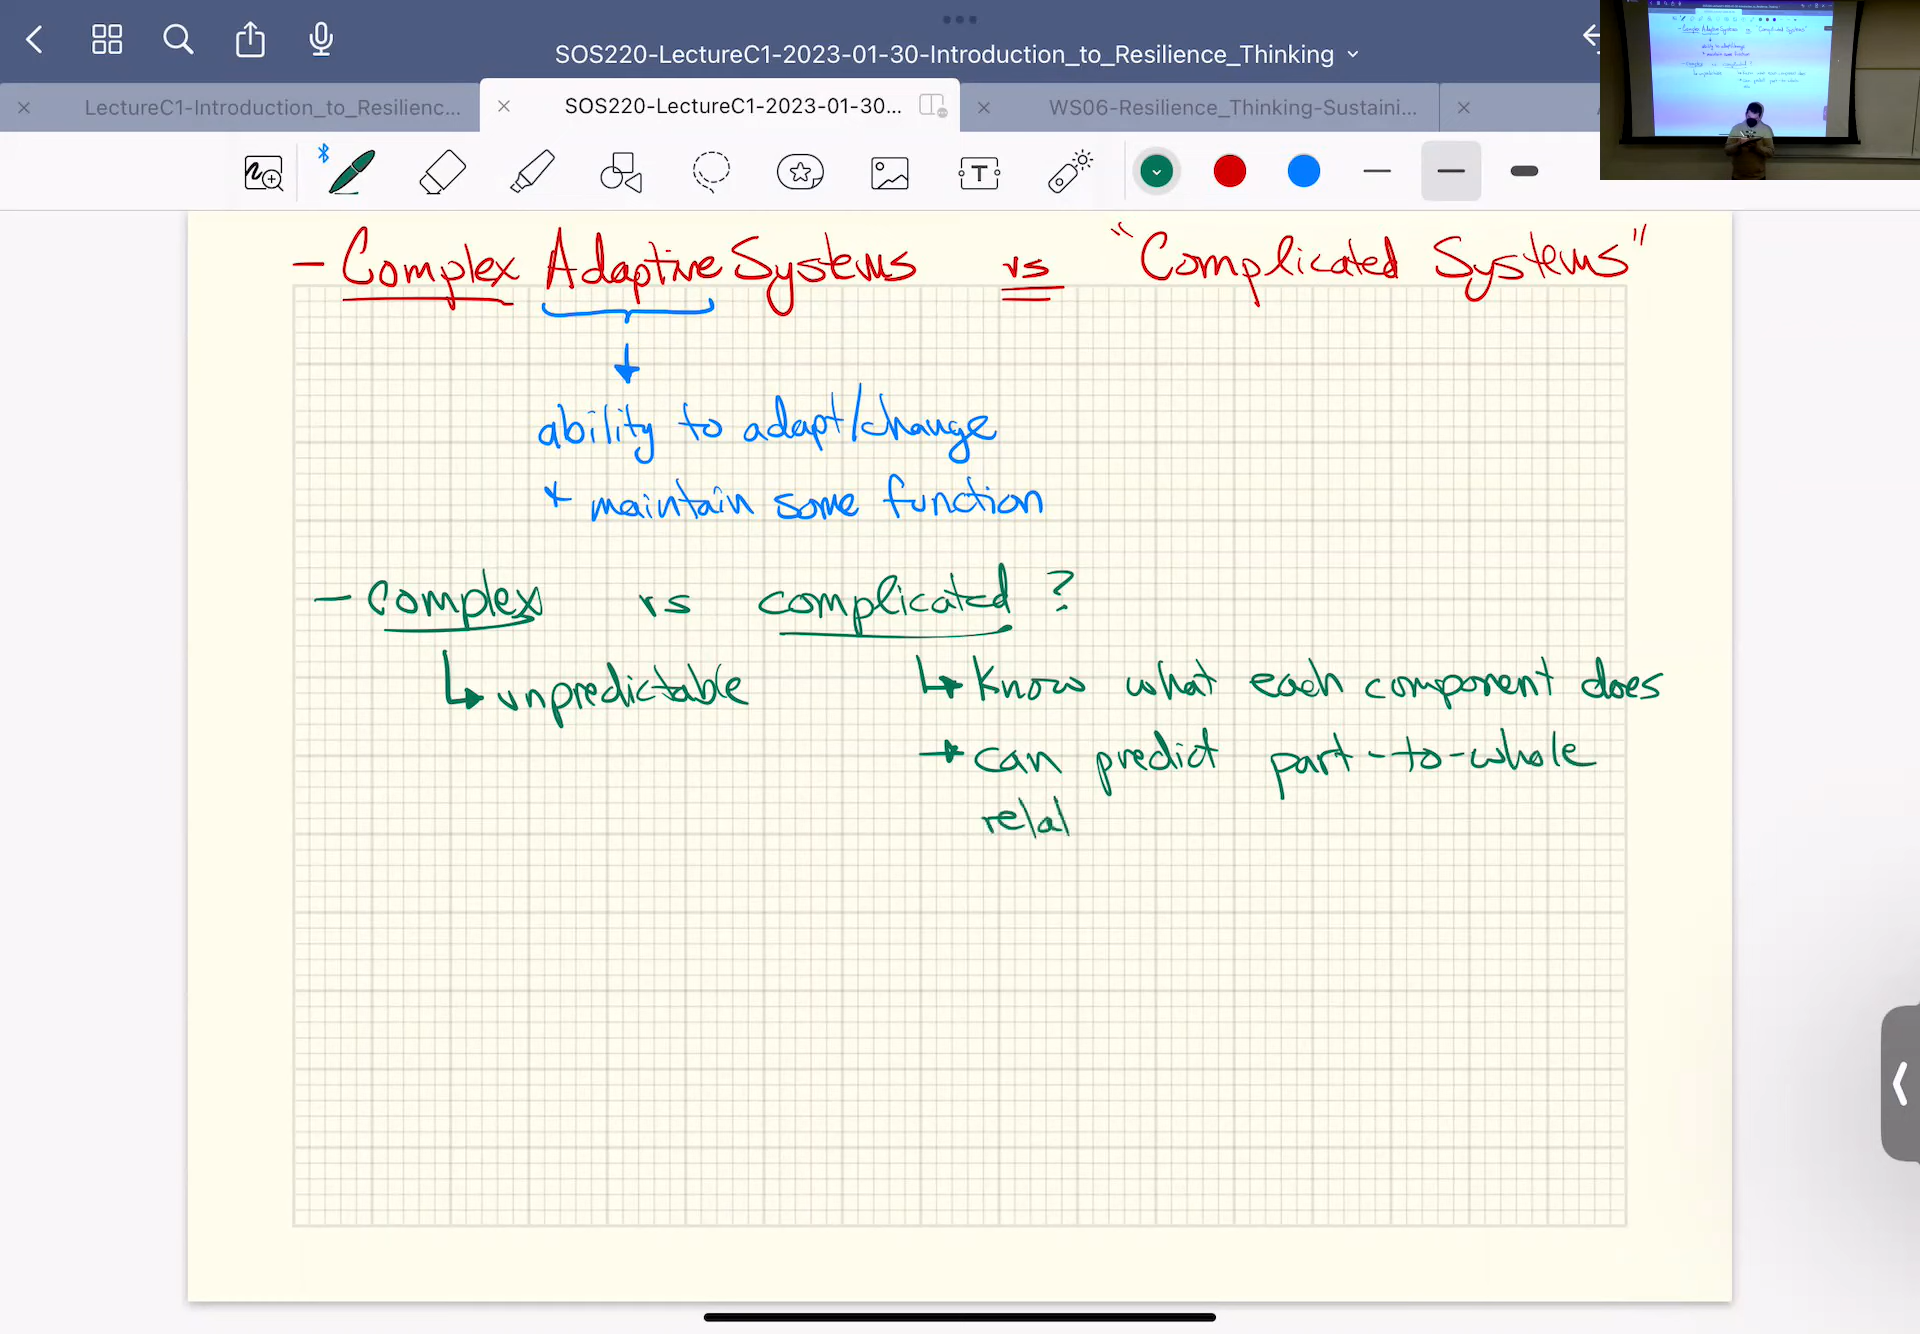 SOS220-LectureC1-2023-01-30-Introduction_to_Resilience_Thinking
LectureC1-Introduction_to_Resilienc...
SOS220-LectureC1-2023-01-30...
WS06-Resilience_Thinking-Sustaini...
- Complex Adaptive Systems vs "Complicated Systems"
ability to adapt/change
+ maintain some function
- Complex vs complicated?
↳ unpredictable ↳ Know what each component does
→ can predict part-to-whole
relal